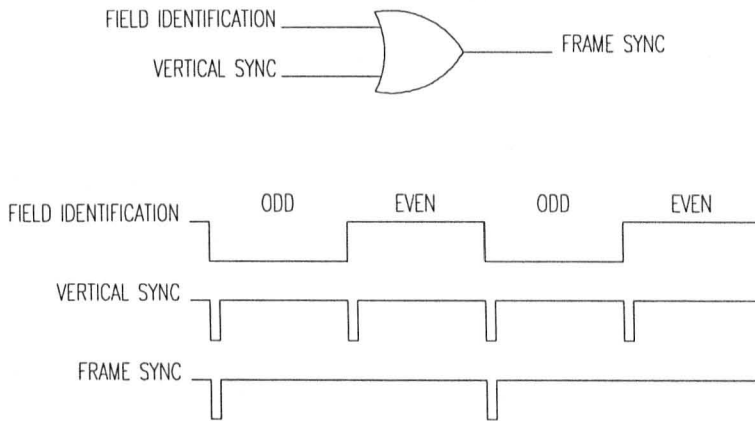 FIELD IDENTIFICATION
FRAME SYNC
VERTICAL SYNC
ODD EVEN ODD EVEN
FIELD IDENTIFICATION
VERTICAL SYNC
FRAME SYNC